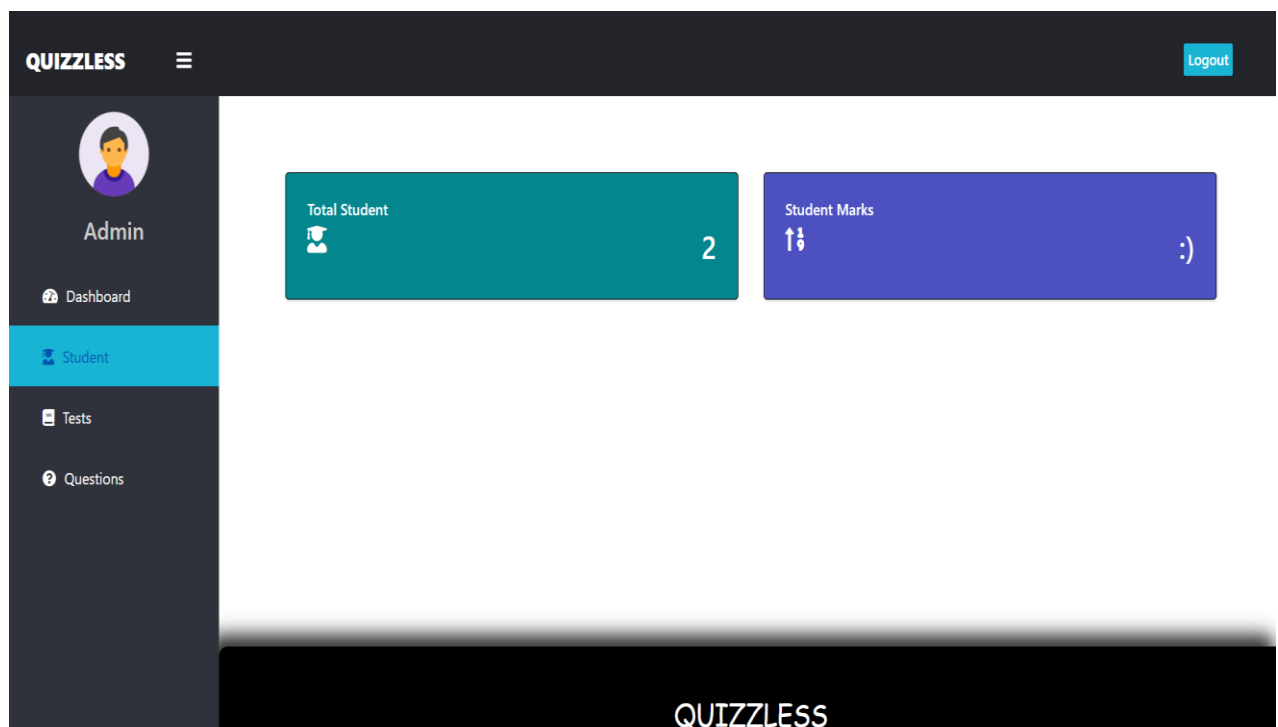 QUIZZLESS
Logout
Admin
Dashboard
Student
Tests
Questions
Total Student
2
Student Marks
:)
QUIZZLESS